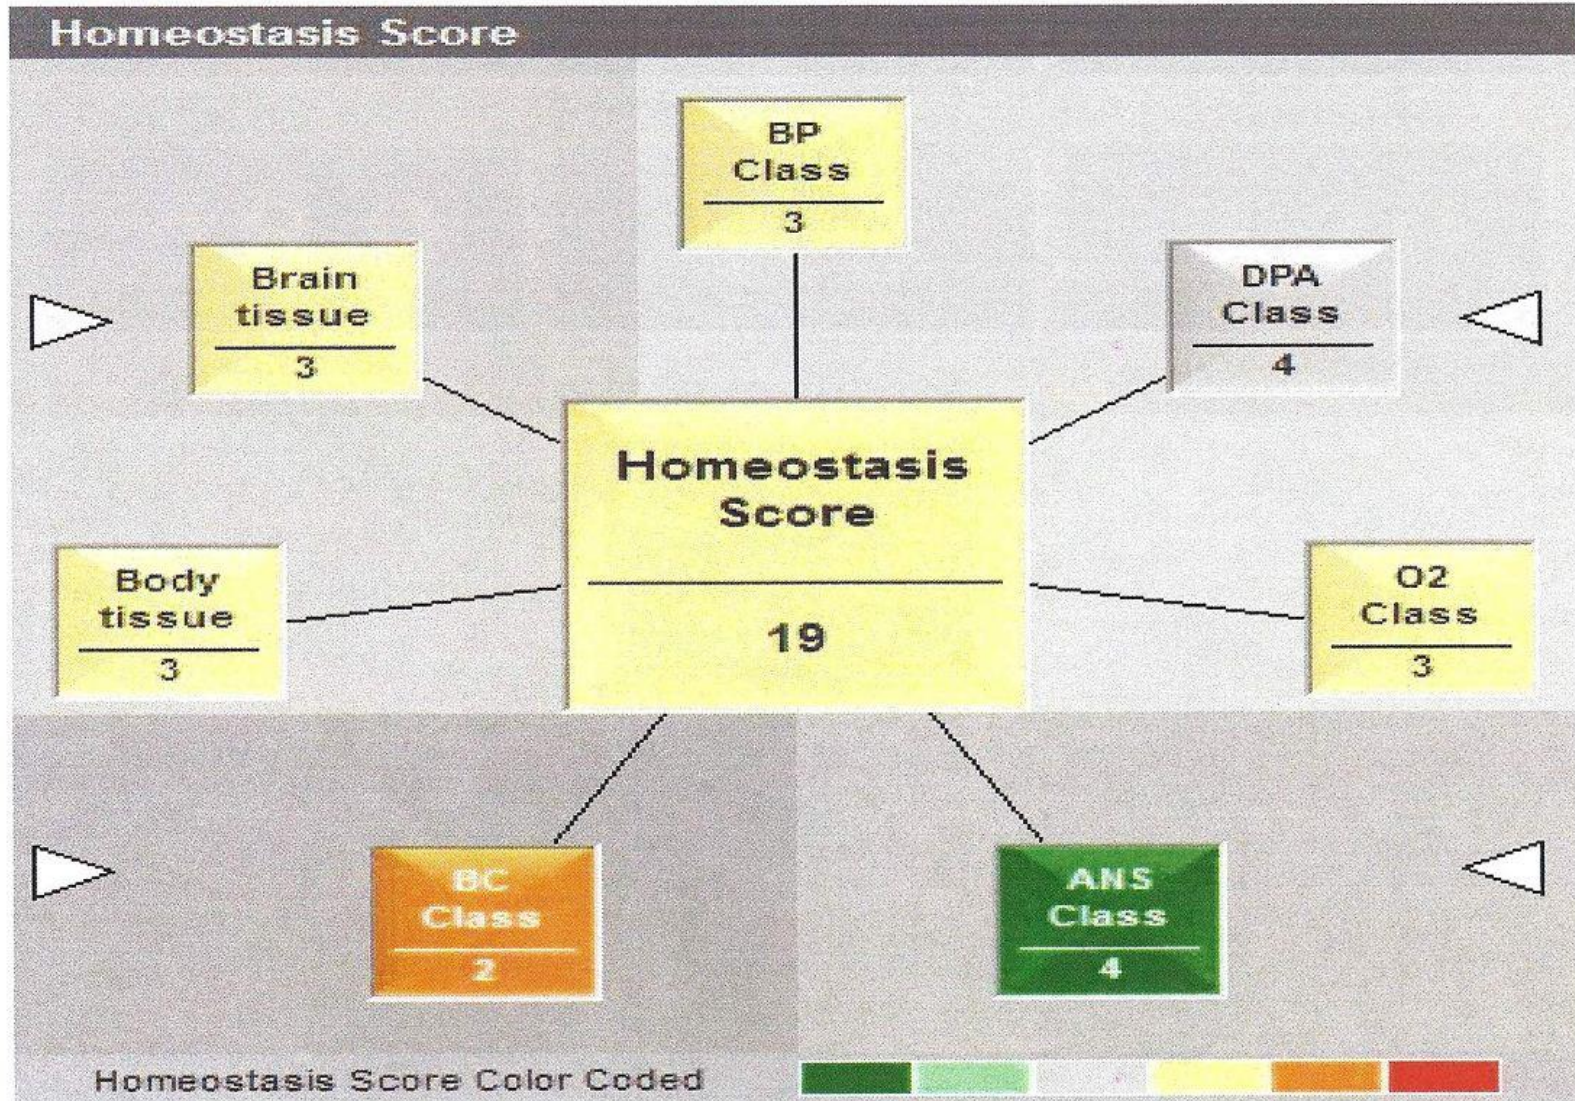 Homeostasis Score
BP
Class
3
Brain
tissue
3
DPA
Class
4
Homeostasis
Score
19
Body
tissue
3
O2
Class
3
BC
Class
2
ANS
Class
4
Homeostasis Score Color Coded